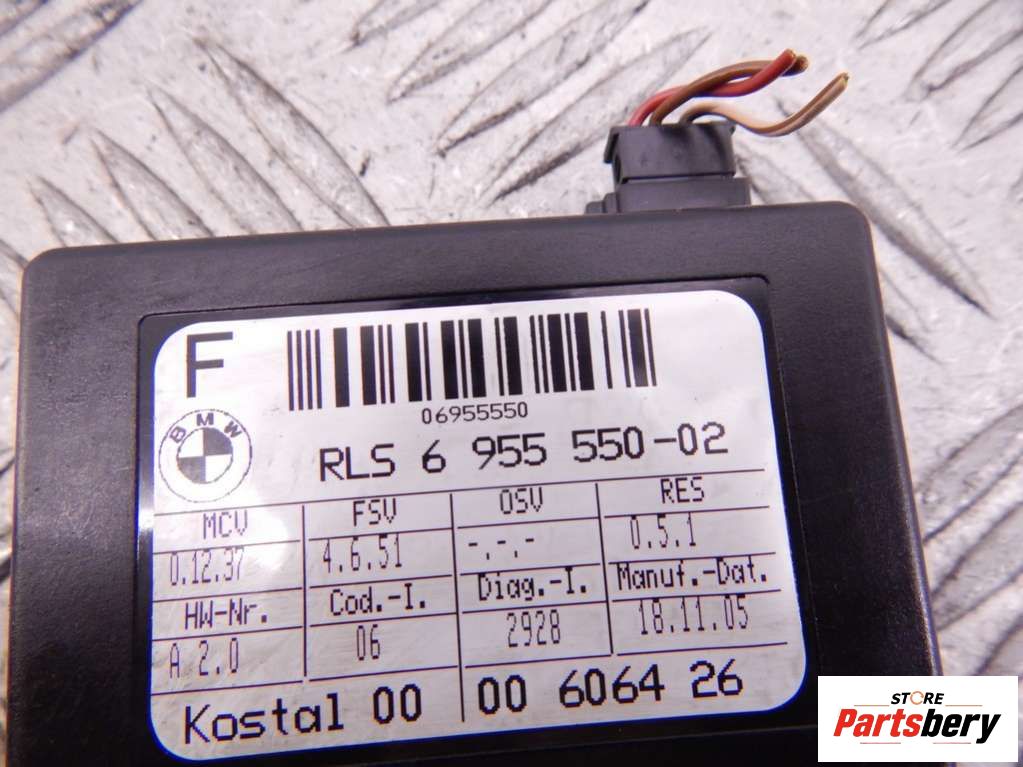 F
06955550
BMW
RLS 6 955 550-02
MCV FSV OSV RES
0.12.37 4.6.51 -.-.- 0.5.1
HW-Nr. Cod.-I. Diag.-I. Manuf.-Dat.
A 2.0 06 2928 18.11.05
Kostal 00 00 6064 26
STORE
Partsbery